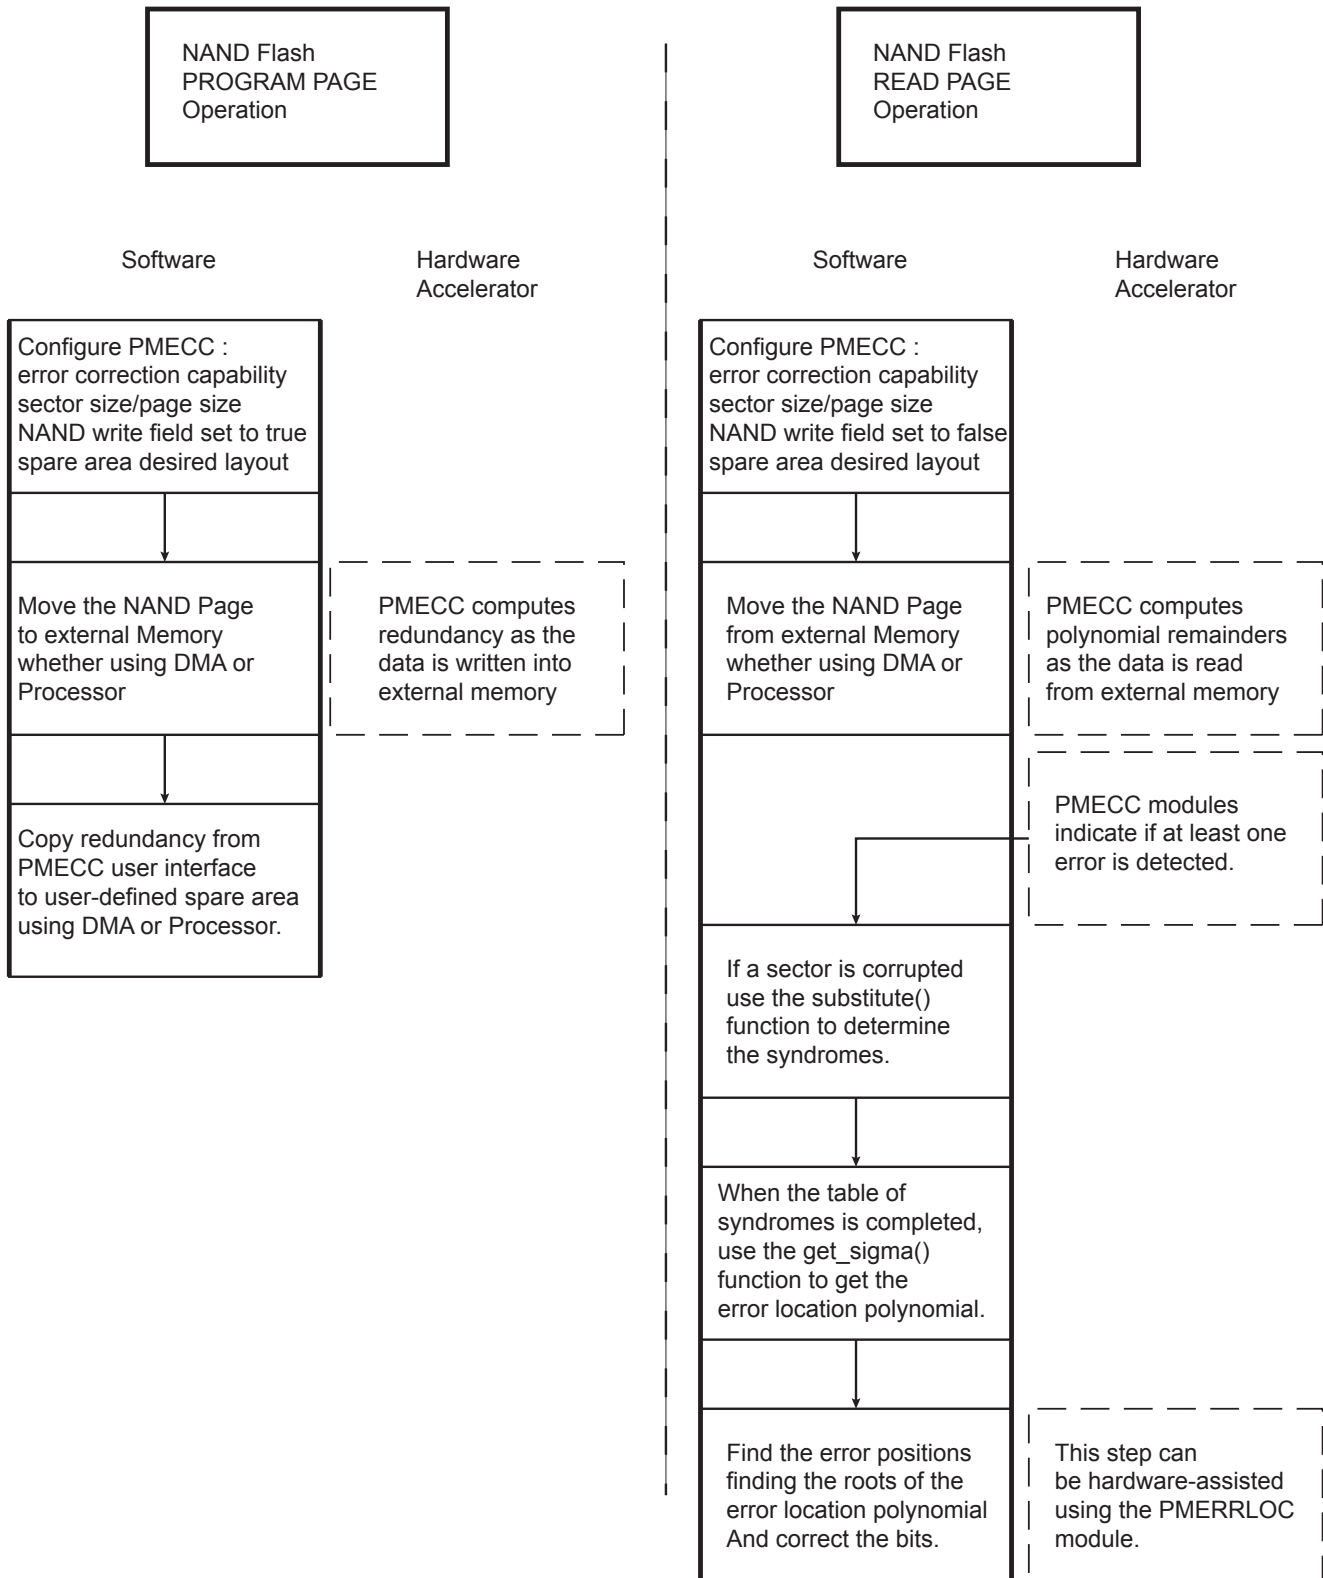 NAND Flash
PROGRAM PAGE
Operation
Software
Hardware
Accelerator
Configure PMECC :
error correction capability
sector size/page size
NAND write field set to true
spare area desired layout
Move the NAND Page
to external Memory
whether using DMA or
Processor
PMECC computes
redundancy as the
data is written into
external memory
Copy redundancy from
PMECC user interface
to user-defined spare area
using DMA or Processor.
NAND Flash
READ PAGE
Operation
Software
Hardware
Accelerator
Configure PMECC :
error correction capability
sector size/page size
NAND write field set to false
spare area desired layout
Move the NAND Page
from external Memory
whether using DMA or
Processor
PMECC computes
polynomial remainders
as the data is read
from external memory
PMECC modules
indicate if at least one
error is detected.
If a sector is corrupted
use the substitute()
function to determine
the syndromes.
When the table of
syndromes is completed,
use the get_sigma()
function to get the
error location polynomial.
Find the error positions
finding the roots of the
error location polynomial
And correct the bits.
This step can
be hardware-assisted
using the PMERRLOC
module.